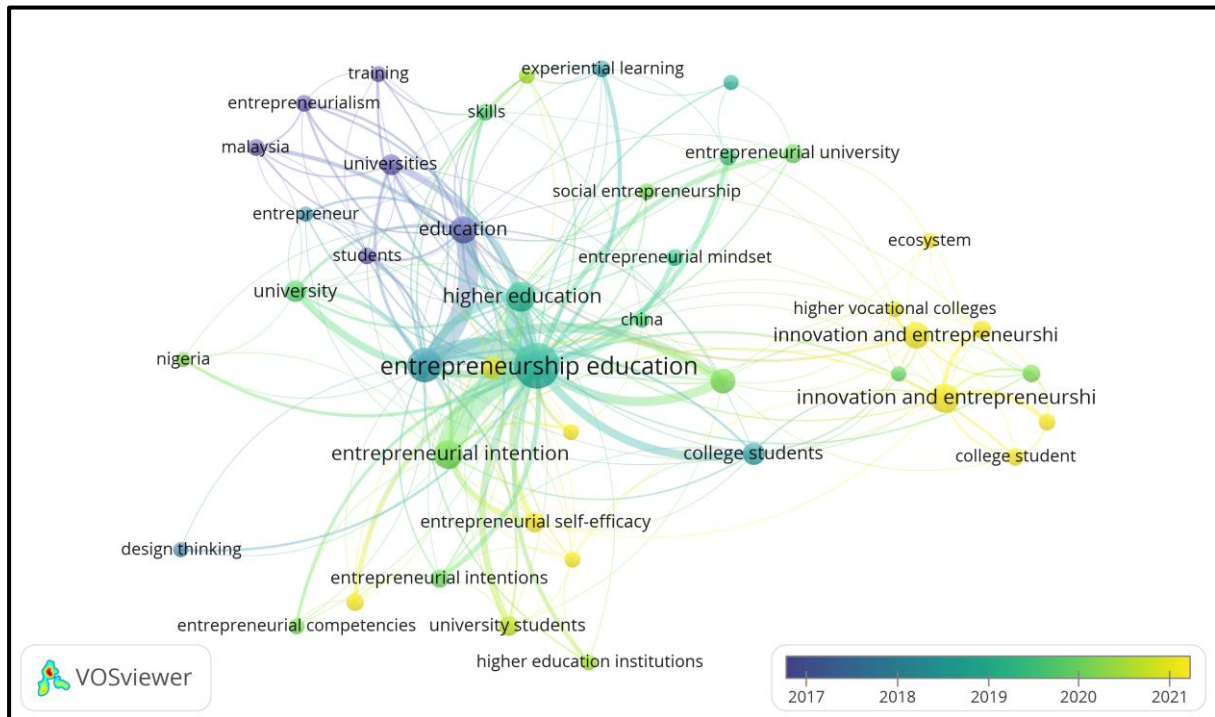 training
experiential learning
entrepreneurialism
skills
malaysia
universities
entrepreneurial university
social entrepreneurship
entrepreneur
education
ecosystem
students
entrepreneurial mindset
university
higher education
higher vocational colleges
china
innovation and entrepreneurshi
nigeria
entrepreneurship education
innovation and entrepreneurshi
entrepreneurial intention
college students
college student
entrepreneurial self-efficacy
design thinking
entrepreneurial intentions
entrepreneurial competencies
university students
higher education institutions
VOSviewer
2017 2018 2019 2020 2021